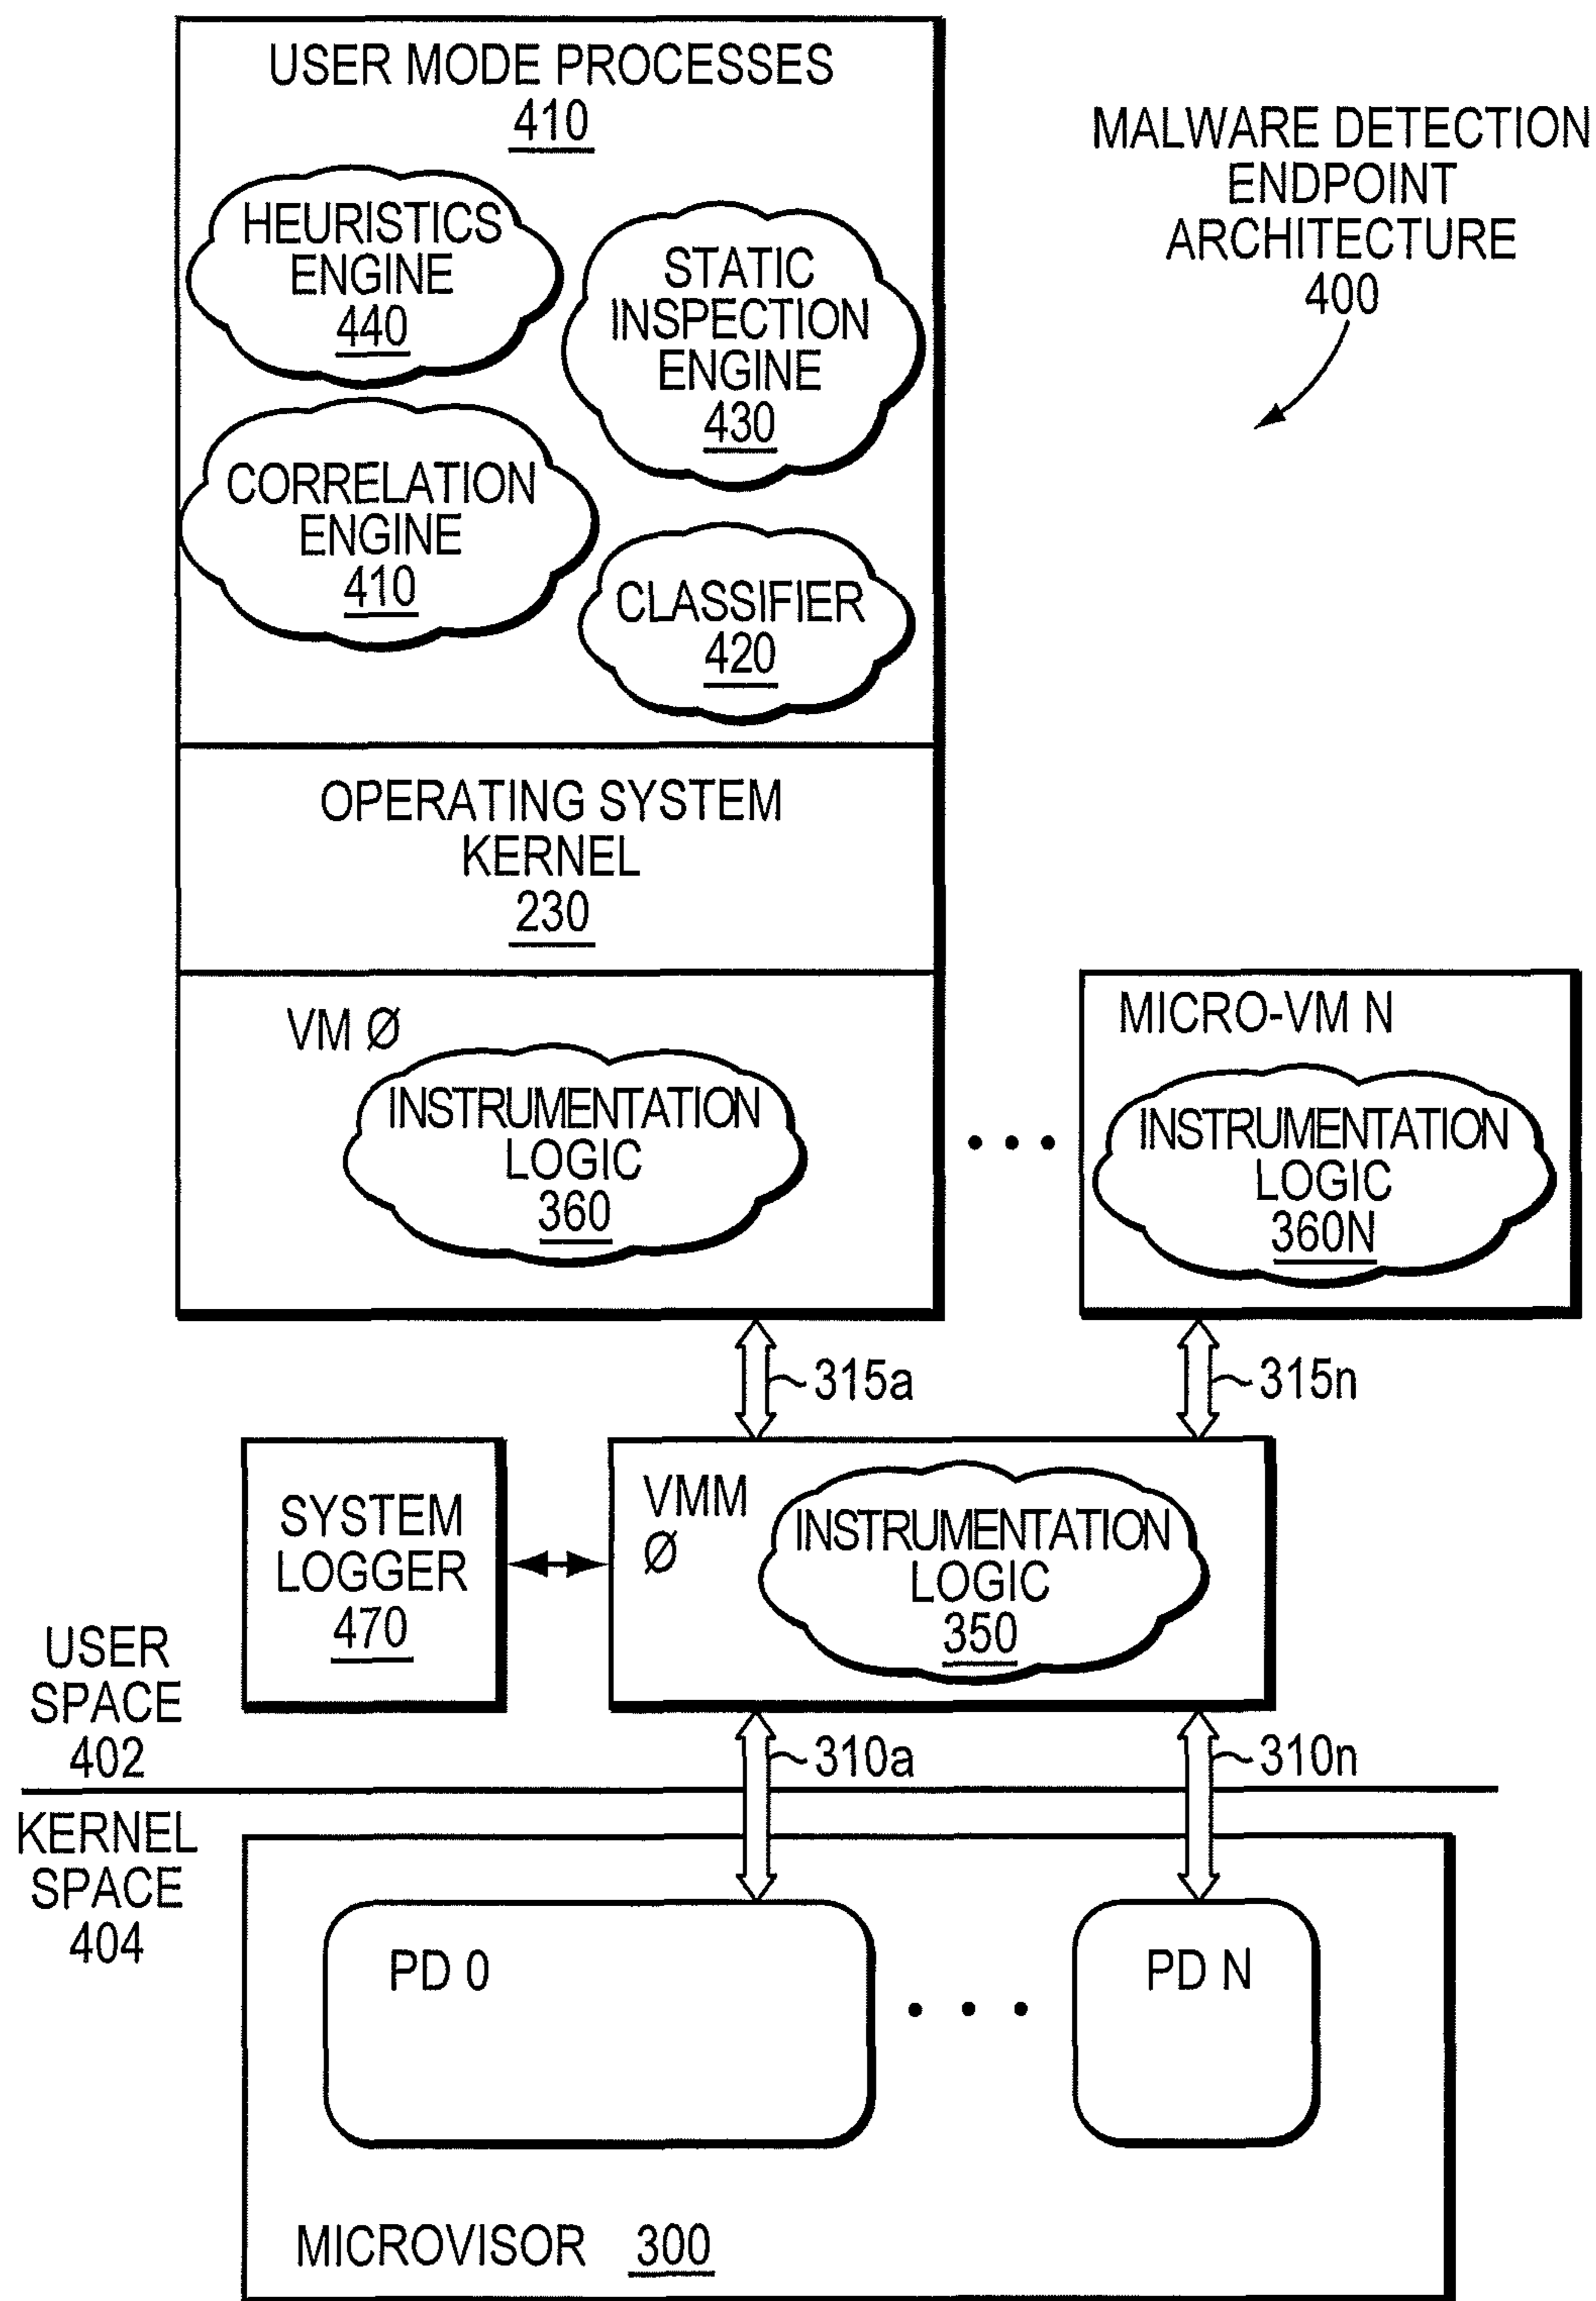 USER MODE PROCESSES
410
MALWARE DETECTION
ENDPOINT
ARCHITECTURE
400
HEURISTICS
ENGINE
440
STATIC
INSPECTION
ENGINE
430
CORRELATION
ENGINE
410
CLASSIFIER
420
OPERATING SYSTEM
KERNEL
230
VM Ø
INSTRUMENTATION
LOGIC
360
MICRO-VM N
INSTRUMENTATION
LOGIC
360N
315a
315n
SYSTEM
LOGGER
470
VMM
Ø
INSTRUMENTATION
LOGIC
350
USER
SPACE
402
310a
310n
KERNEL
SPACE
404
PD 0
PD N
MICROVISOR 300